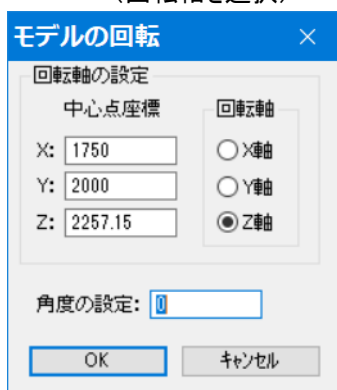 (回転軸を選択)
モデルの回転
回転軸の設定
中心点座標
回転軸
X: 1750
X軸
Y: 2000
Y軸
Z: 2257.15
Z軸
角度の設定: 0
OK
キャンセル